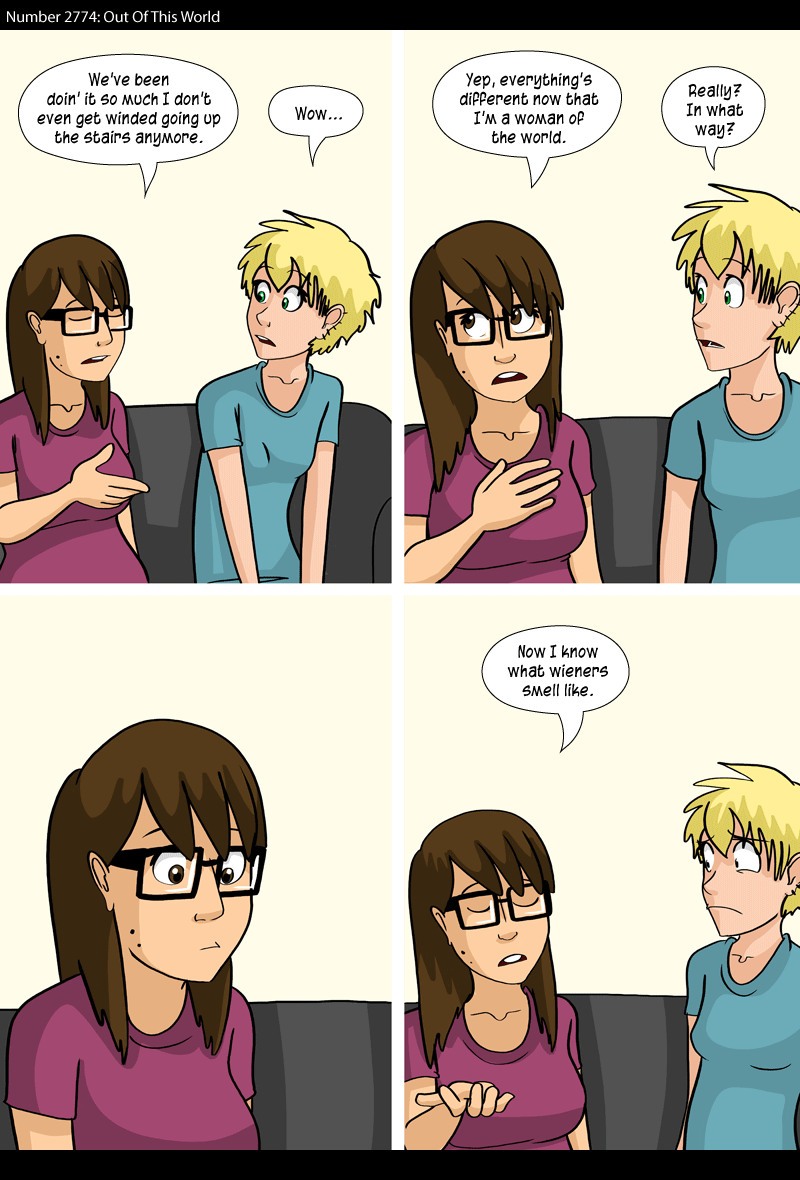 Number 2774: Out Of This World
We've been
doin' it so much I don't
even get winded going up
the stairs anymore.
Wow...
Yep, everything's
different now that
I'm a woman of
the world.
Really?
In what
way?
Now I know
what wieners
smell like.